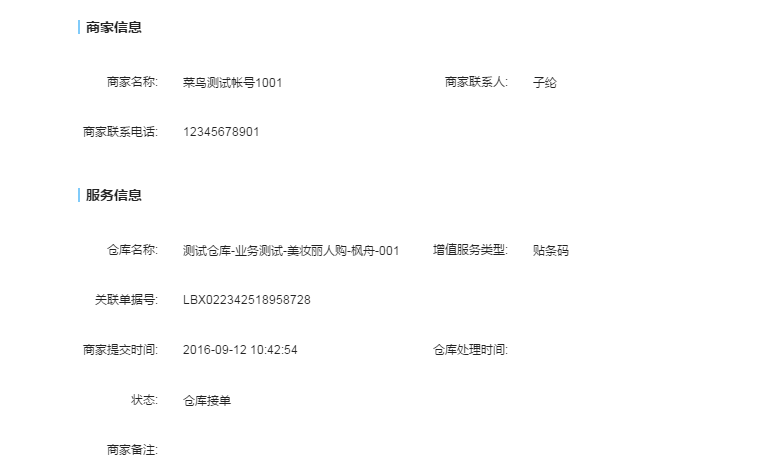 商家信息
商家名称: 菜鸟测试帐号1001 商家联系人: 子纶
商家联系电话: 12345678901
服务信息
仓库名称: 测试仓库-业务测试-美妆丽人购-枫舟-001 增值服务类型: 贴条码
关联单据号: LBX022342518958728
商家提交时间: 2016-09-12 10:42:54 仓库处理时间:
状态: 仓库接单
商家备注: